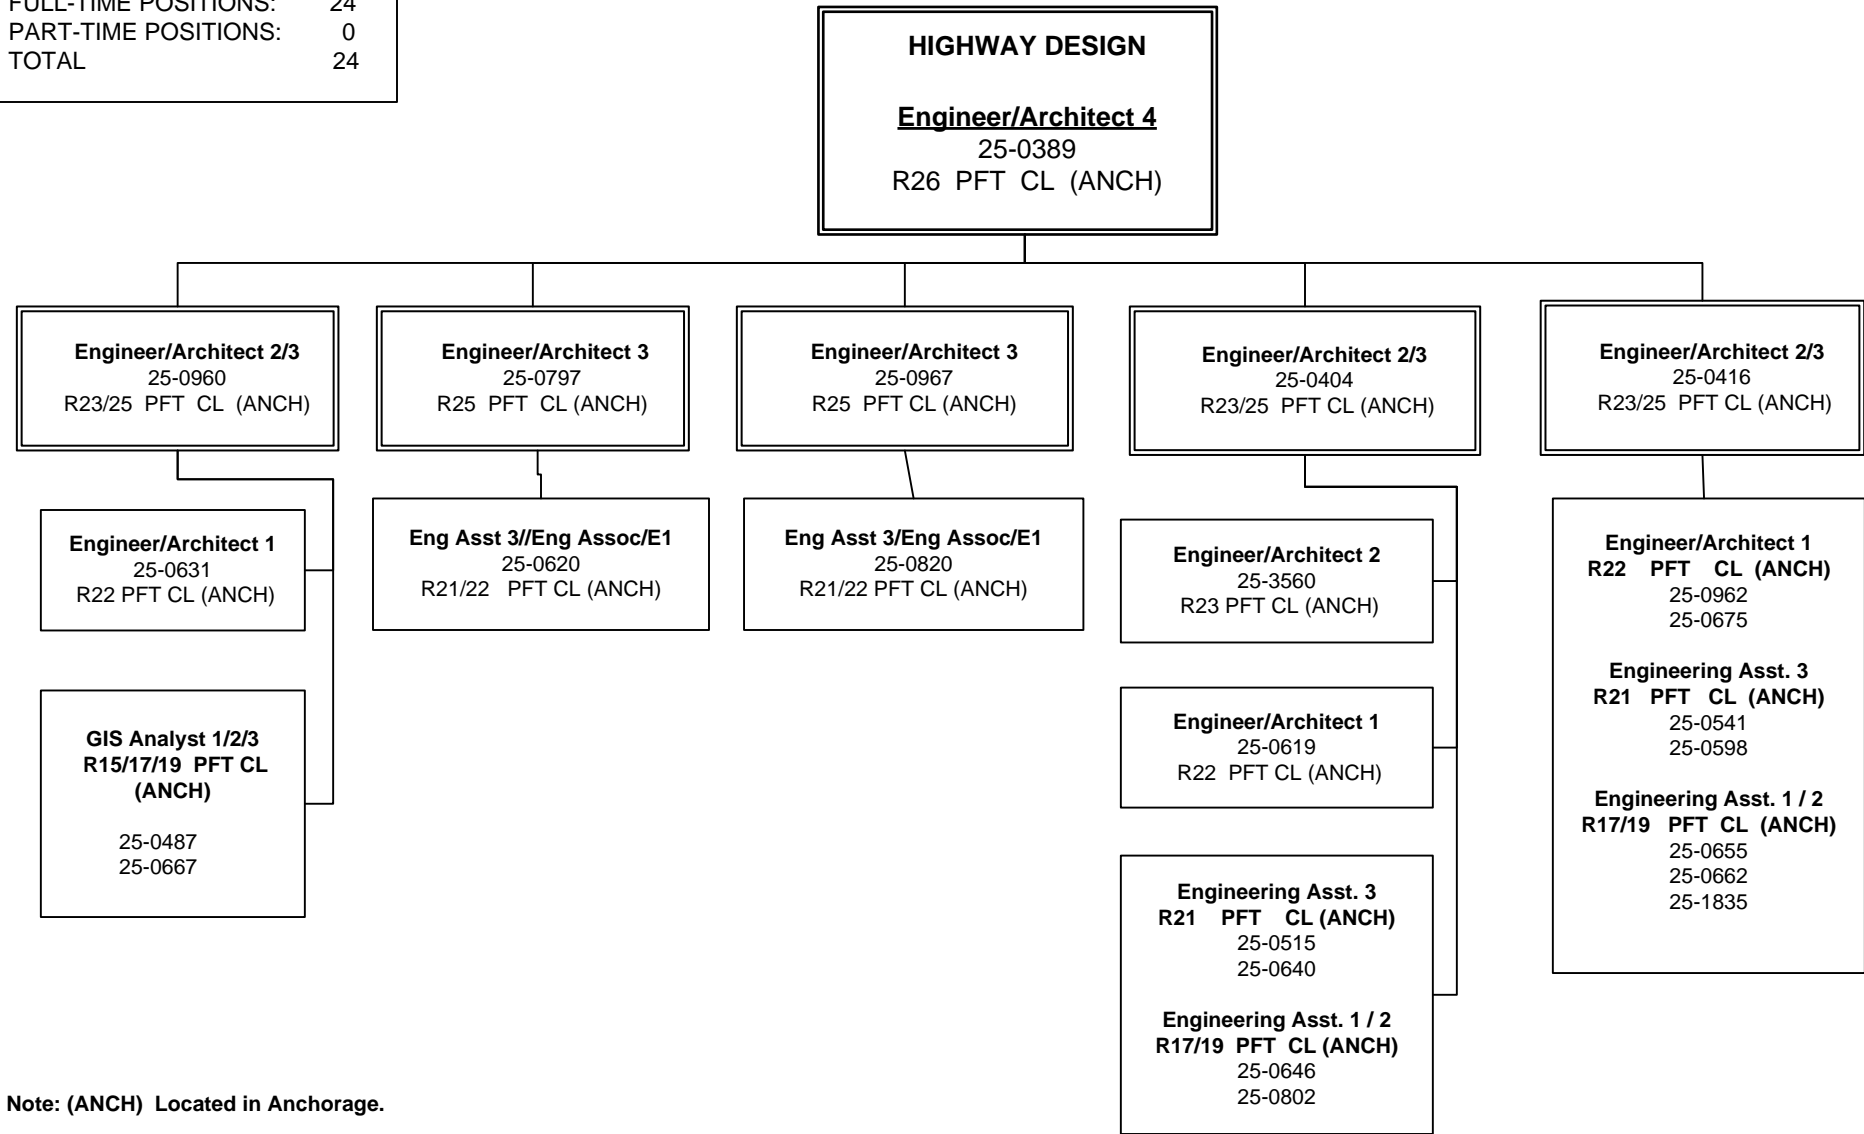 FULL-TIME POSITIONS: 24
PART-TIME POSITIONS: 0
TOTAL 24
HIGHWAY DESIGN
Engineer/Architect 4
25-0389
R26 PFT CL (ANCH)
Engineer/Architect 2/3
25-0960
R23/25 PFT CL (ANCH)
Engineer/Architect 3
25-0797
R25 PFT CL (ANCH)
Engineer/Architect 3
25-0967
R25 PFT CL (ANCH)
Engineer/Architect 2/3
25-0404
R23/25 PFT CL (ANCH)
Engineer/Architect 2/3
25-0416
R23/25 PFT CL (ANCH)
Engineer/Architect 1
25-0631
R22 PFT CL (ANCH)
GIS Analyst 1/2/3
R15/17/19 PFT CL
(ANCH)
25-0487
25-0667
Eng Asst 3//Eng Assoc/E1
25-0620
R21/22 PFT CL (ANCH)
Eng Asst 3/Eng Assoc/E1
25-0820
R21/22 PFT CL (ANCH)
Engineer/Architect 2
25-3560
R23 PFT CL (ANCH)
Engineer/Architect 1
25-0619
R22 PFT CL (ANCH)
Engineering Asst. 3
R21 PFT CL (ANCH)
25-0515
25-0640
Engineering Asst. 1 / 2
R17/19 PFT CL (ANCH)
25-0646
25-0802
Engineer/Architect 1
R22 PFT CL (ANCH)
25-0962
25-0675
Engineering Asst. 3
R21 PFT CL (ANCH)
25-0541
25-0598
Engineering Asst. 1 / 2
R17/19 PFT CL (ANCH)
25-0655
25-0662
25-1835
Note: (ANCH) Located in Anchorage.